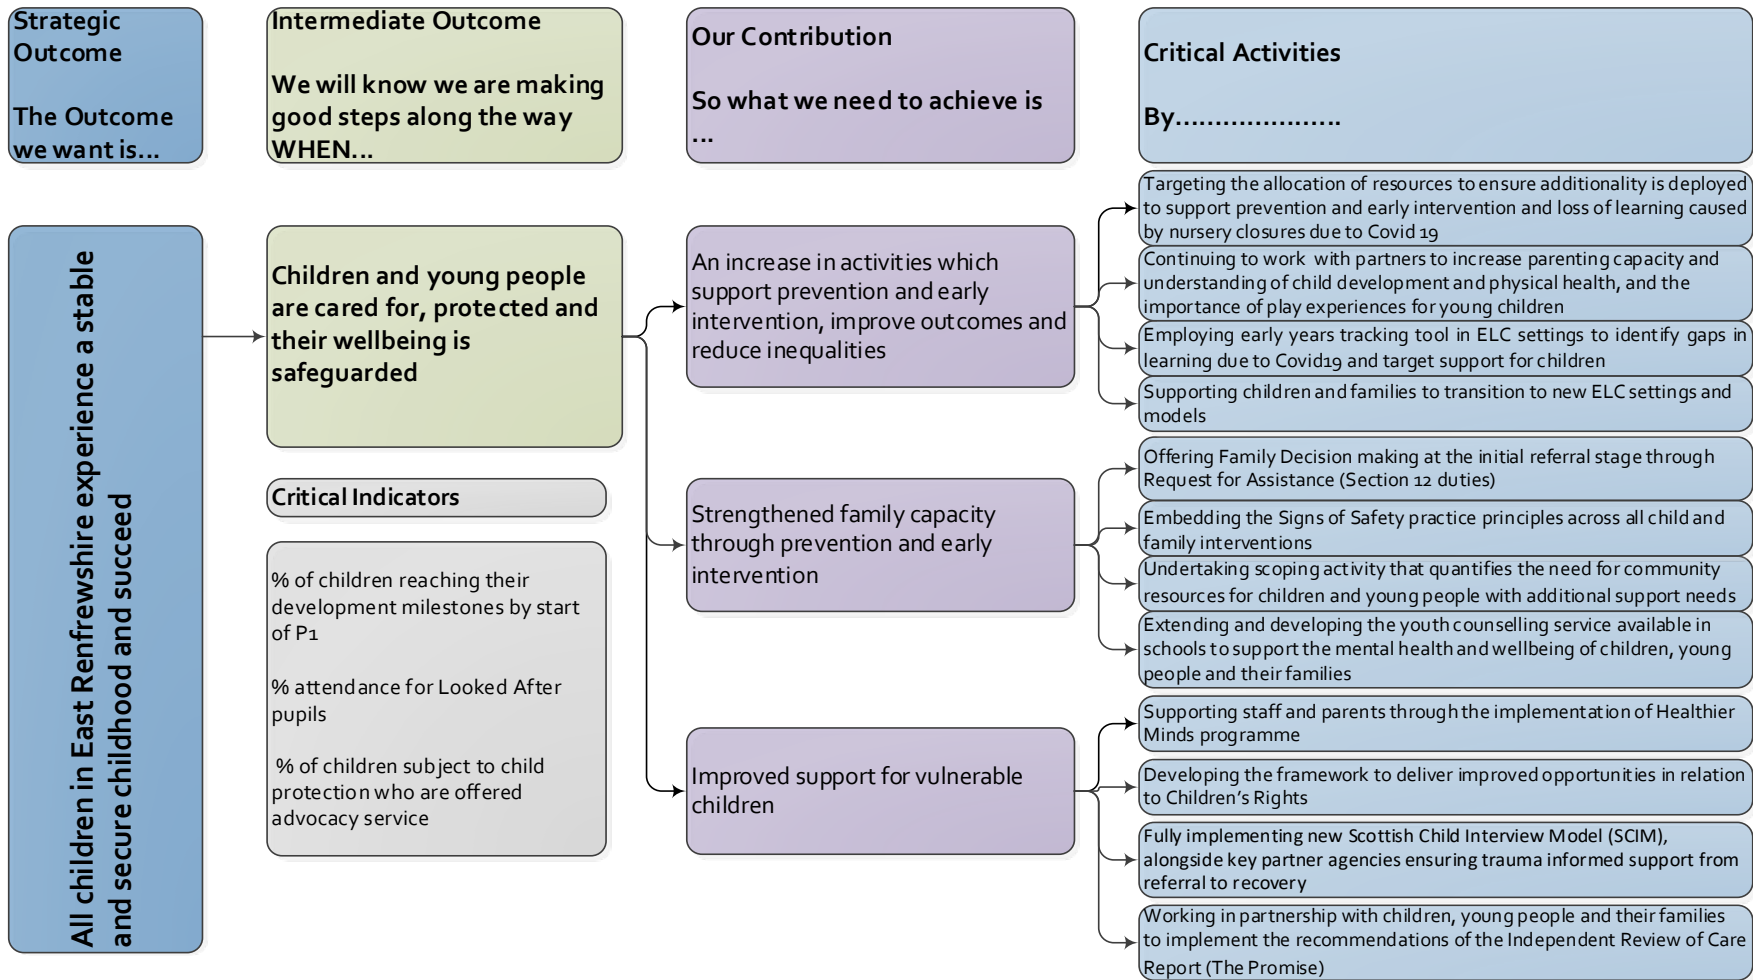 Strategic
Outcome
The Outcome
we want is...
Intermediate Outcome
We will know we are making
good steps along the way
WHEN...
Our Contribution
So what we need to achieve is
...
Critical Activities
By.....................
All children in East Renfrewshire experience a stable
and secure childhood and succeed
Children and young people
are cared for, protected and
their wellbeing is
safeguarded
Critical Indicators
% of children reaching their
development milestones by start
of P1
% attendance for Looked After
pupils
% of children subject to child
protection who are offered
advocacy service
An increase in activities which
support prevention and early
intervention, improve outcomes and
reduce inequalities
Strengthened family capacity
through prevention and early
intervention
Improved support for vulnerable
children
Targeting the allocation of resources to ensure additionality is deployed
to support prevention and early intervention and loss of learning caused
by nursery closures due to Covid 19
Continuing to work with partners to increase parenting capacity and
understanding of child development and physical health, and the
importance of play experiences for young children
Employing early years tracking tool in ELC settings to identify gaps in
learning due to Covid19 and target support for children
Supporting children and families to transition to new ELC settings and
models
Offering Family Decision making at the initial referral stage through
Request for Assistance (Section 12 duties)
Embedding the Signs of Safety practice principles across all child and
family interventions
Undertaking scoping activity that quantifies the need for community
resources for children and young people with additional support needs
Extending and developing the youth counselling service available in
schools to support the mental health and wellbeing of children, young
people and their families
Supporting staff and parents through the implementation of Healthier
Minds programme
Developing the framework to deliver improved opportunities in relation
to Children's Rights
Fully implementing new Scottish Child Interview Model (SCIM),
alongside key partner agencies ensuring trauma informed support from
referral to recovery
Working in partnership with children, young people and their families
to implement the recommendations of the Independent Review of Care
Report (The Promise)